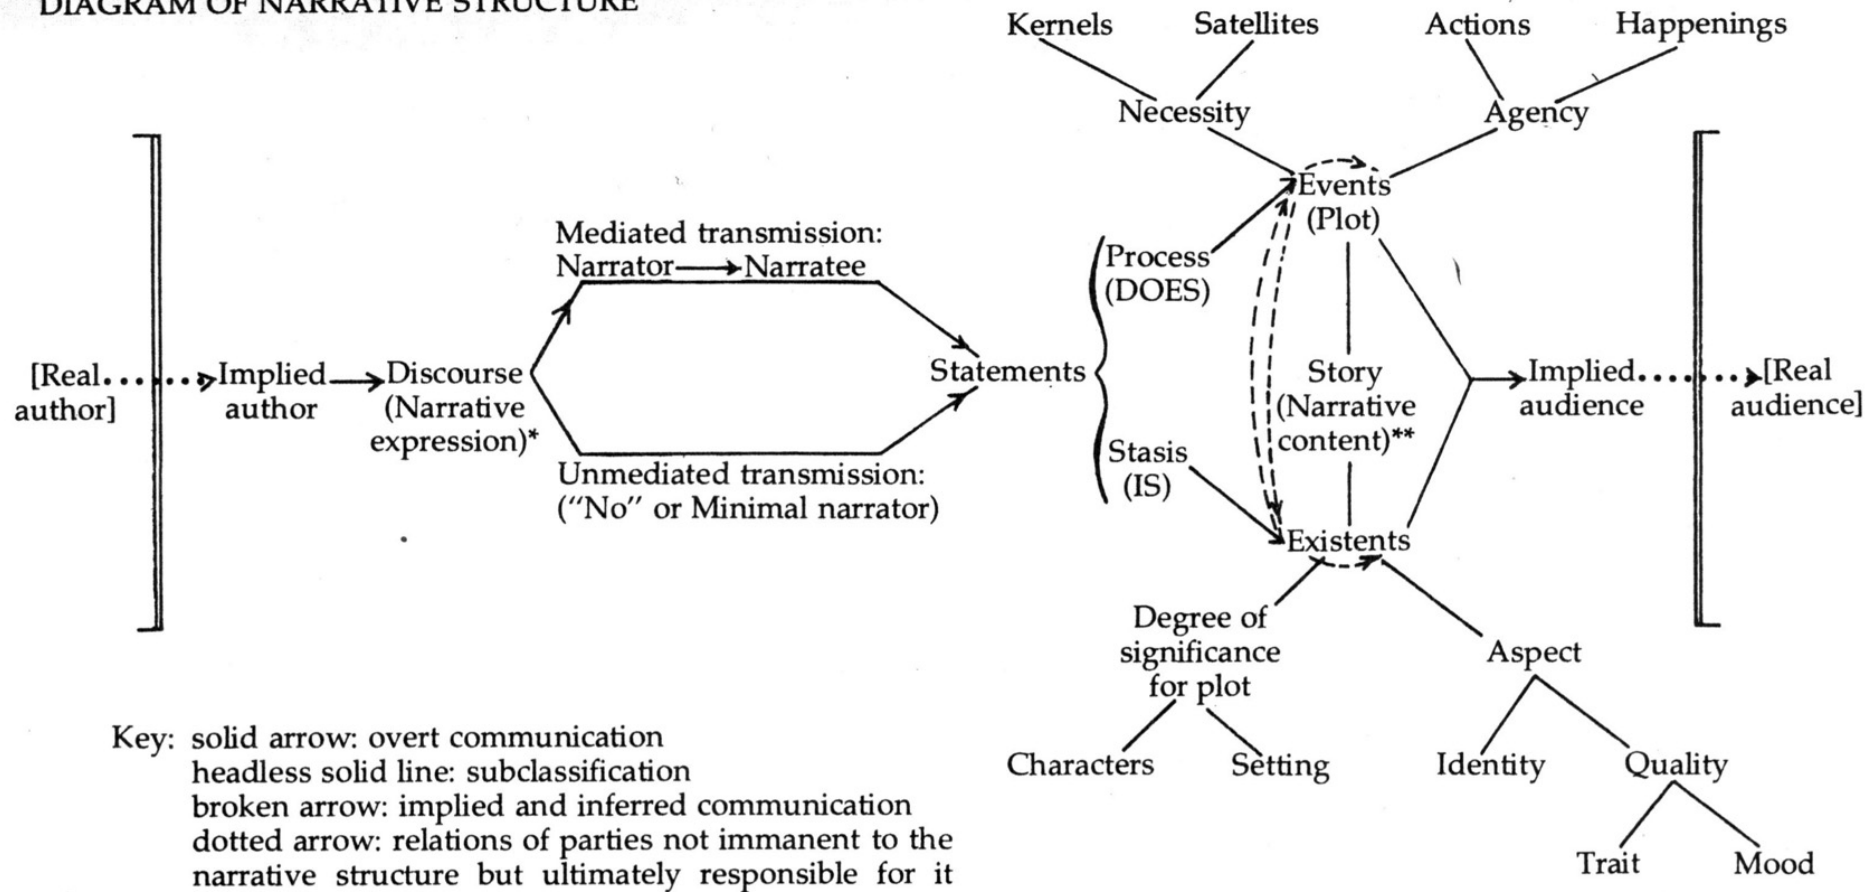 DIAGRAM OF NARRATIVE STRUCTURE
Kernels
Satellites
Actions
Happenings
Necessity
Agency
Events
(Plot)
Mediated transmission:
Narrator Narratee
Process
(DOES)
[Real
author]
Implied
author
Discourse
(Narrative
expression)*
Statements
Story
(Narrative
content)**
Implied
audience
[Real
audience]
Unmediated transmission:
("No" or Minimal narrator)
Stasis
(IS)
Existents
Degree of
significance
for plot
Aspect
Characters
Setting
Identity
Quality
Trait
Mood
Key: solid arrow: overt communication
headless solid line: subclassification
broken arrow: implied and inferred communication
dotted arrow: relations of parties not immanent to the
narrative structure but ultimately responsible for it